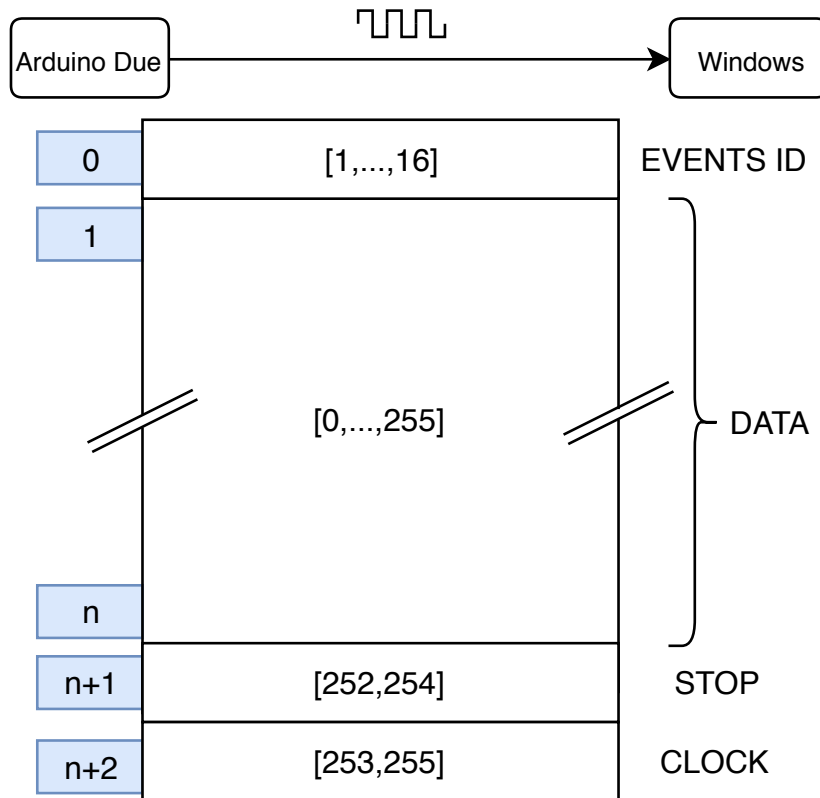 Arduino Due
Windows
0
[1,...,16]
EVENTS ID
1
[0,...,255]
DATA
n
n+1
[252,254]
STOP
n+2
[253,255]
CLOCK